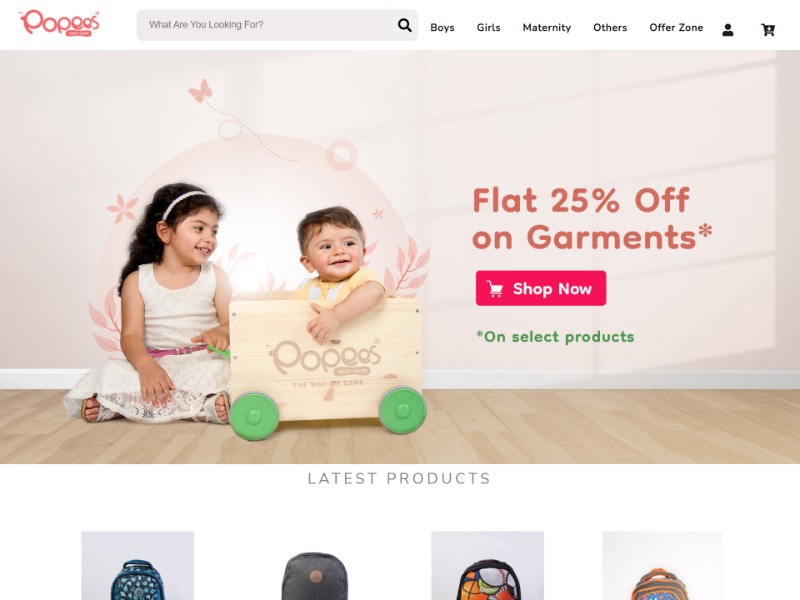 Popees
BABY CARE
What Are You Looking For?
Boys
Girls
Maternity
Others
Offer Zone
Flat 25% Off
on Garments*
Shop Now
*On select products
Popees
BABY CARE
THE WAY WE CARE
LATEST PRODUCTS